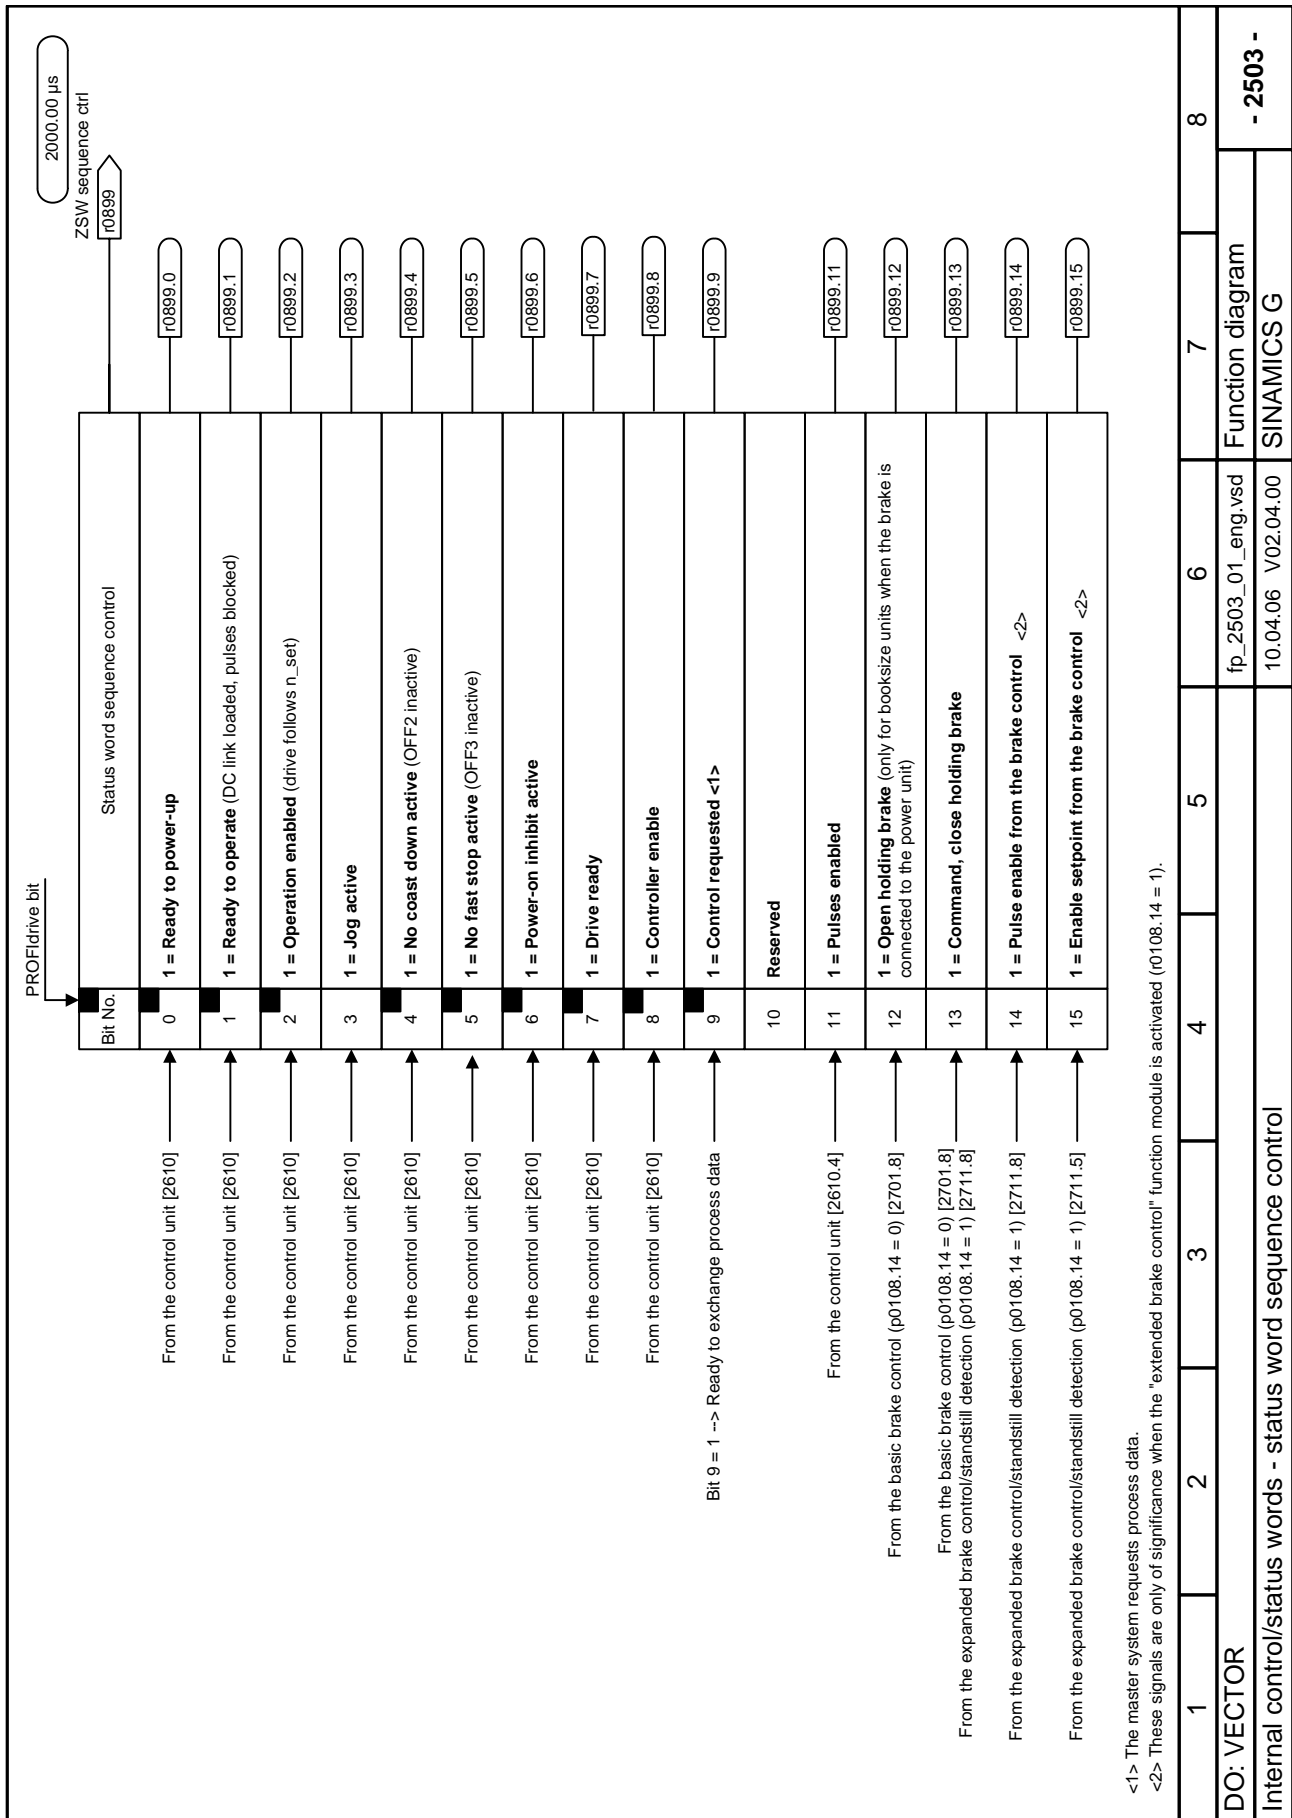 2000.00 µs
ZSW sequence ctrl
r0899
PROFIdrive bit
Bit No. Status word sequence control
From the control unit [2610] 0 1 = Ready to power-up r0899.0
From the control unit [2610] 1 1 = Ready to operate (DC link loaded, pulses blocked) r0899.1
From the control unit [2610] 2 1 = Operation enabled (drive follows n_set) r0899.2
From the control unit [2610] 3 1 = Jog active r0899.3
From the control unit [2610] 4 1 = No coast down active (OFF2 inactive) r0899.4
From the control unit [2610] 5 1 = No fast stop active (OFF3 inactive) r0899.5
From the control unit [2610] 6 1 = Power-on inhibit active r0899.6
From the control unit [2610] 7 1 = Drive ready r0899.7
From the control unit [2610] 8 1 = Controller enable r0899.8
Bit 9 = 1 --> Ready to exchange process data 9 1 = Control requested <1> r0899.9
10 Reserved
From the control unit [2610.4] 11 1 = Pulses enabled r0899.11
From the basic brake control (p0108.14 = 0) [2701.8] 12 1 = Open holding brake (only for booksize units when the brake is
connected to the power unit) r0899.12
From the basic brake control (p0108.14 = 0) [2701.8]
From the expanded brake control/standstill detection (p0108.14 = 1) [2711.8] 13 1 = Command, close holding brake r0899.13
From the expanded brake control/standstill detection (p0108.14 = 1) [2711.8] 14 1 = Pulse enable from the brake control <2> r0899.14
From the expanded brake control/standstill detection (p0108.14 = 1) [2711.5] 15 1 = Enable setpoint from the brake control <2> r0899.15
<1> The master system requests process data.
<2> These signals are only of significance when the "extended brake control" function module is activated (r0108.14 = 1).
1 2 3 4 5 6 7 8
DO: VECTOR fp_2503_01_eng.vsd Function diagram - 2503 -
Internal control/status words - status word sequence control 10.04.06 V02.04.00 SINAMICS G